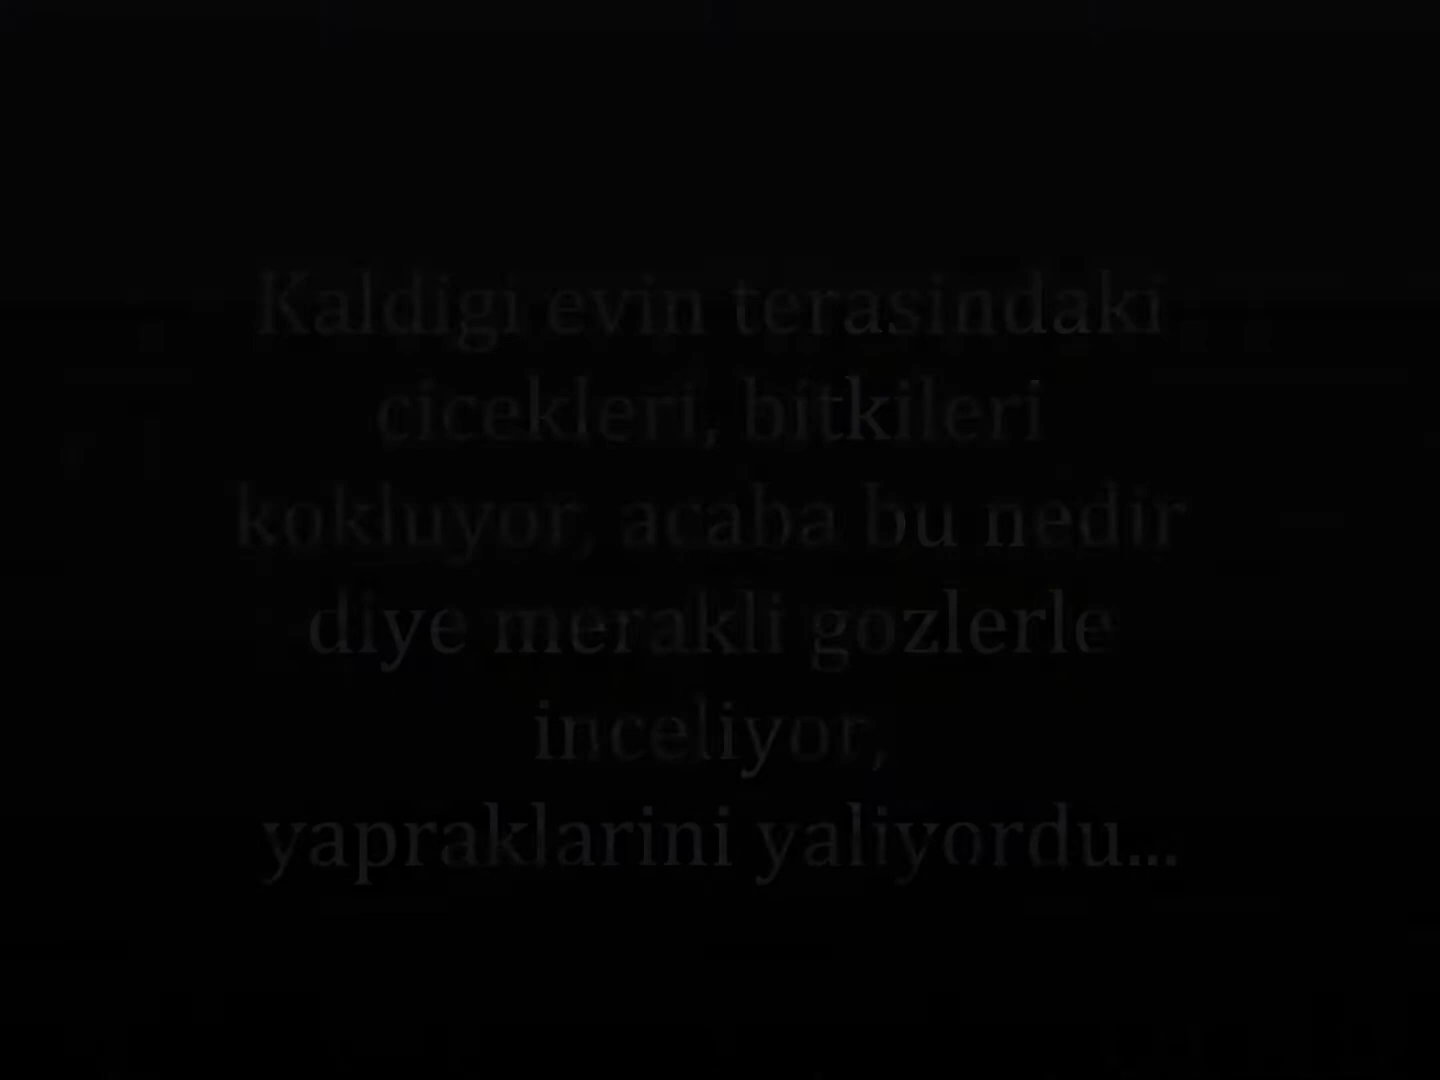 Kaldigi evin terasindaki
cicekleri, bitkileri
kokluyor, acaba bu nedir
diye merakli gozlerle
inceliyor,
yapraklarini yaliyordu...